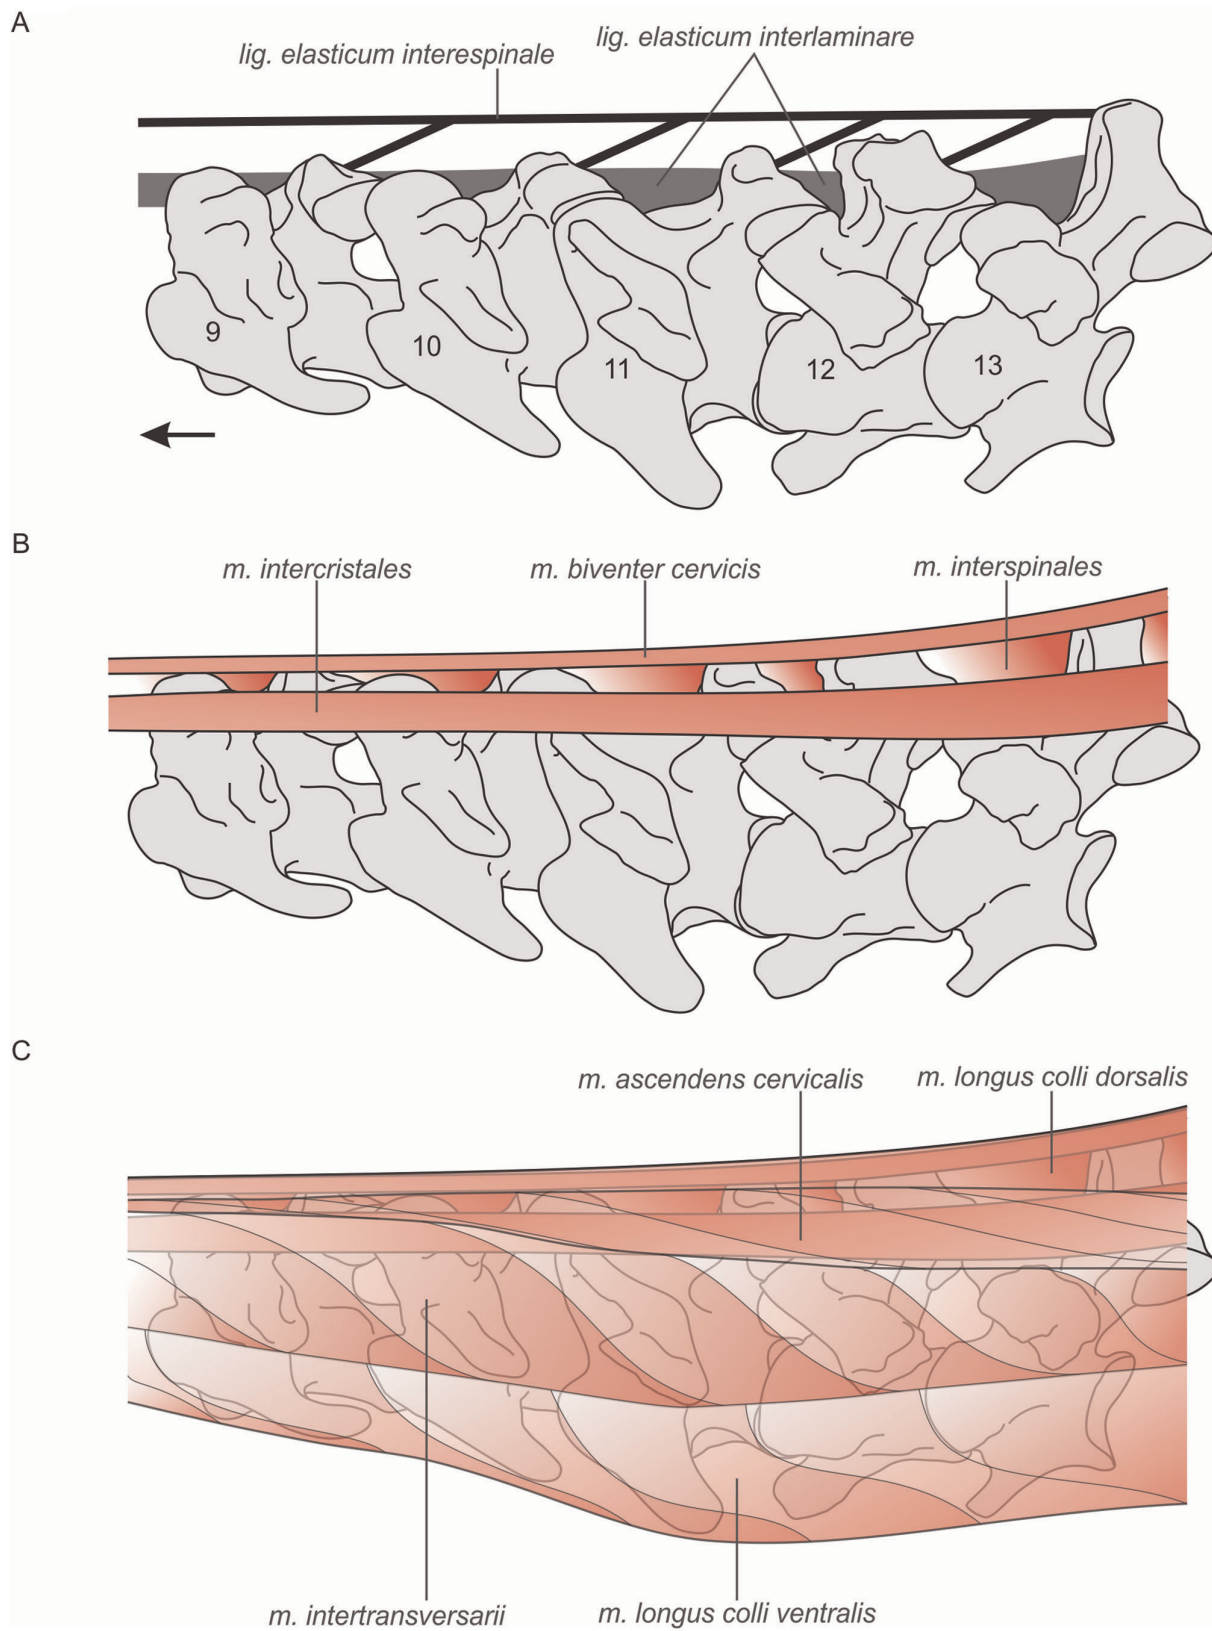 A
lig. elasticum interespinale
lig. elasticum interlaminare
9
10
11
12
13
B
m. intercristales
m. biventer cervicis
m. interspinales
C
m. ascendens cervicalis
m. longus colli dorsalis
m. intertransversarii
m. longus colli ventralis